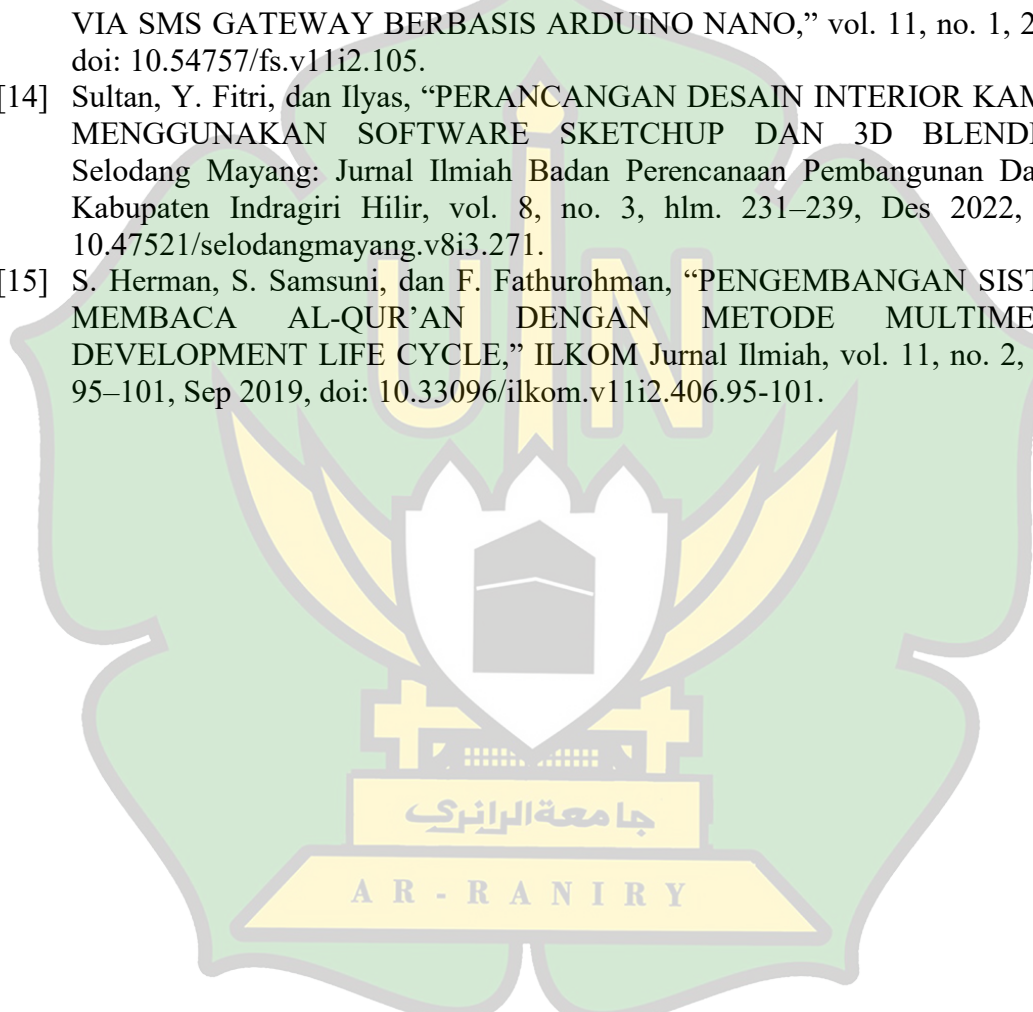 VIA SMS GATEWAY BERBASIS ARDUINO NANO,” vol. 11, no. 1, 2
doi: 10.54757/fs.v11i2.105.
[14] Sultan, Y. Fitri, dan Ilyas, “PERANCANGAN DESAIN INTERIOR KAM
MENGGUNAKAN SOFTWARE SKETCHUP DAN 3D BLEND
Selodang Mayang: Jurnal Ilmiah Badan Perencanaan Pembangunan Da
Kabupaten Indragiri Hilir, vol. 8, no. 3, hlm. 231–239, Des 2022,
10.47521/selodangmayang.v8i3.271.
[15] S. Herman, S. Samsuni, dan F. Fathurohman, “PENGEMBANGAN SIST
MEMBACA AL-QUR’AN DENGAN METODE MULTIME
DEVELOPMENT LIFE CYCLE,” ILKOM Jurnal Ilmiah, vol. 11, no. 2,
95–101, Sep 2019, doi: 10.33096/ilkom.v11i2.406.95-101.
UIN
جامعة الرانري
AR-RANIRY